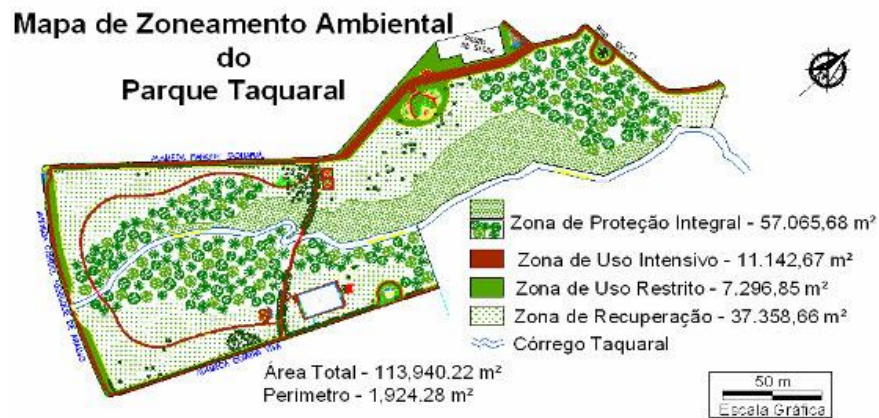 Mapa de Zoneamento Ambiental
do
Parque Taquaral
Zona de Proteção Integral - 57.065,68 m²
Zona de Uso Intensivo - 11.142,67 m²
Zona de Uso Restrito - 7.296,85 m²
Zona de Recuperação - 37.358,66 m²
Córrego Taquaral
Área Total - 113,940.22 m²
Perimetro - 1,924.28 m²
50 m
Escala Gráfica